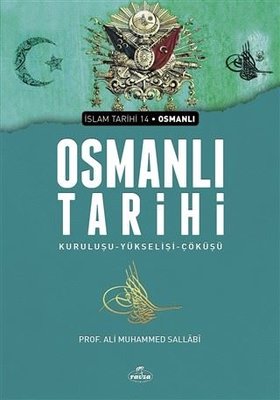 İSLAM TARİHİ 14 • OSMANLI
OSMANLI
TARİHİ
KURULUŞU-YÜKSELİŞİ-ÇÖKÜŞÜ
PROF. ALİ MUHAMMED SALLÂBÎ
ravza